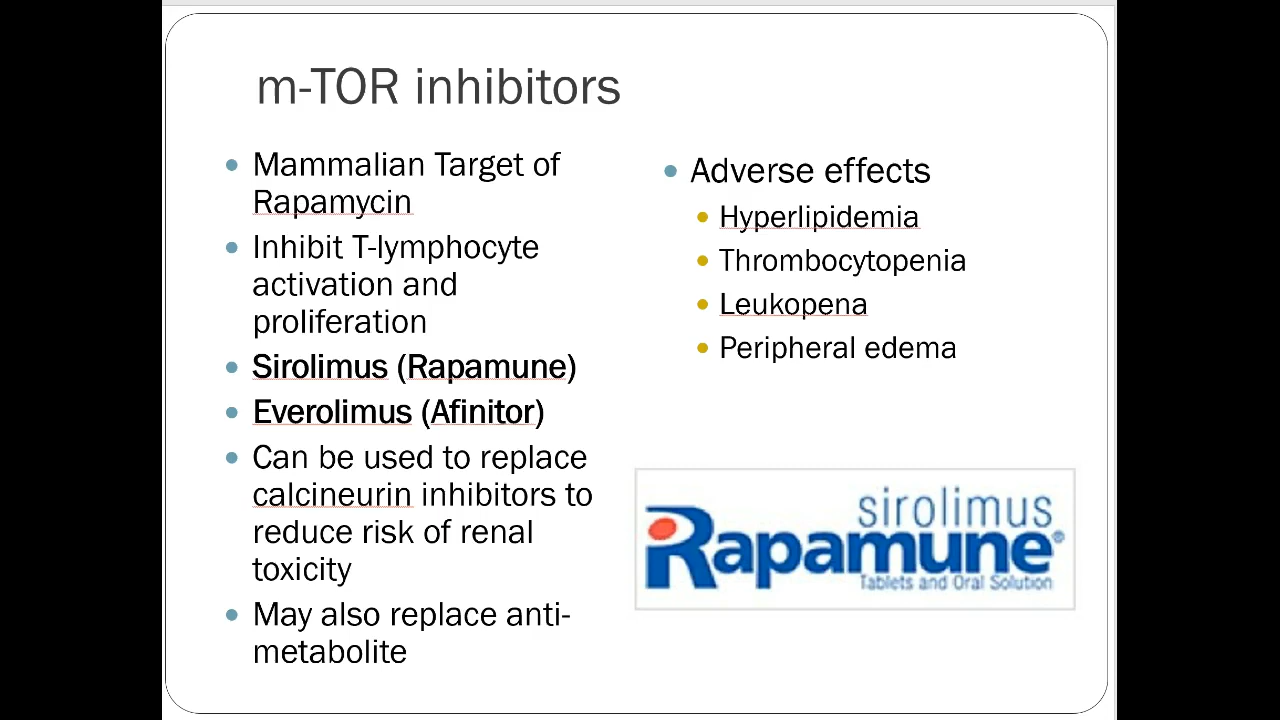 m-TOR inhibitors
Mammalian Target of
Rapamycin
Inhibit T-lymphocyte
activation and
proliferation
Sirolimus (Rapamune)
Everolimus (Afinitor)
Can be used to replace
calcineurin inhibitors to
reduce risk of renal
toxicity
May also replace anti-
metabolite
Adverse effects
Hyperlipidemia
Thrombocytopenia
Leukopena
Peripheral edema
sirolimus
Rapamune®
Tablets and Oral Solution